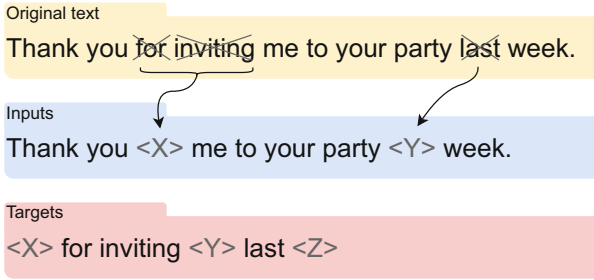 Original text
Thank you for inviting me to your party last week.
Inputs
Thank you <X> me to your party <Y> week.
Targets
<X> for inviting <Y> last <Z>